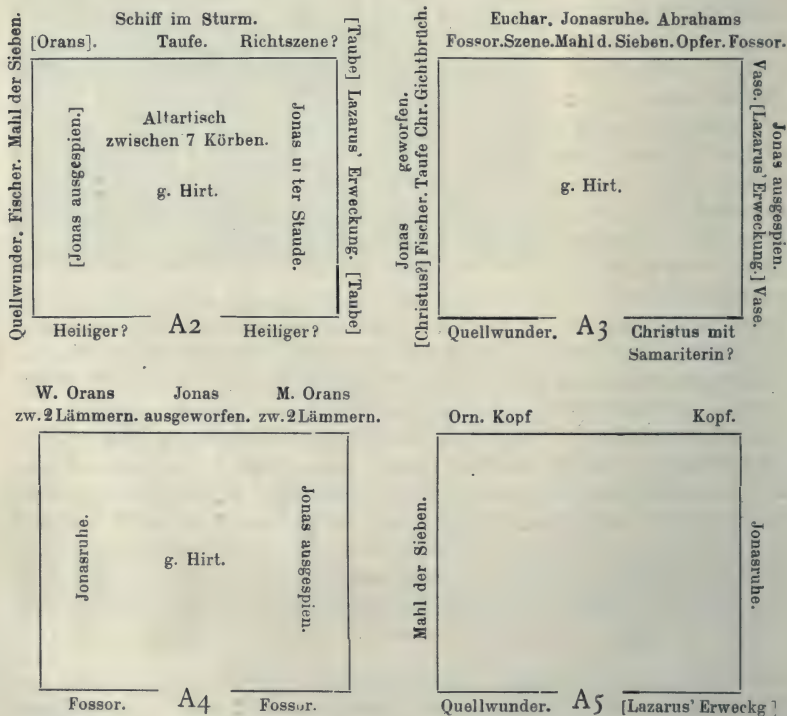 Schiff im Sturm.
[Orans]. Taufe. Richtszene?
Quellwunder. Fischer. Mahl der Sieben.
[Jonas ausgespien.]
Altartisch
zwischen 7 Körben.
g. Hirt.
Jonas unter Staude.
[Taube] Lazarus' Erweckung. [Taube]
Heiliger? A2 Heiliger?
Euchar. Jonasruhe. Abrahams
Fossor.Szene.Mahl d. Sieben. Opfer. Fossor.
Jonas geworfen.
[Christus?] Fischer. Taufe Chr. Gichtbrüch.
g. Hirt.
Vase. [Lazarus' Erweckung.] Vase.
Jonas ausgespien.
Quellwunder. A3 Christus mit
Samariterin?
W. Orans Jonas M. Orans
zw. 2 Lämmern. ausgeworfen. zw. 2 Lämmern.
Jonasruhe.
g. Hirt.
Jonas ausgespien.
Fossor. A4 Fossor.
Orn. Kopf Kopf.
Mahl der Sieben.
Jonasruhe.
Quellwunder. A5 [Lazarus' Erweckg]